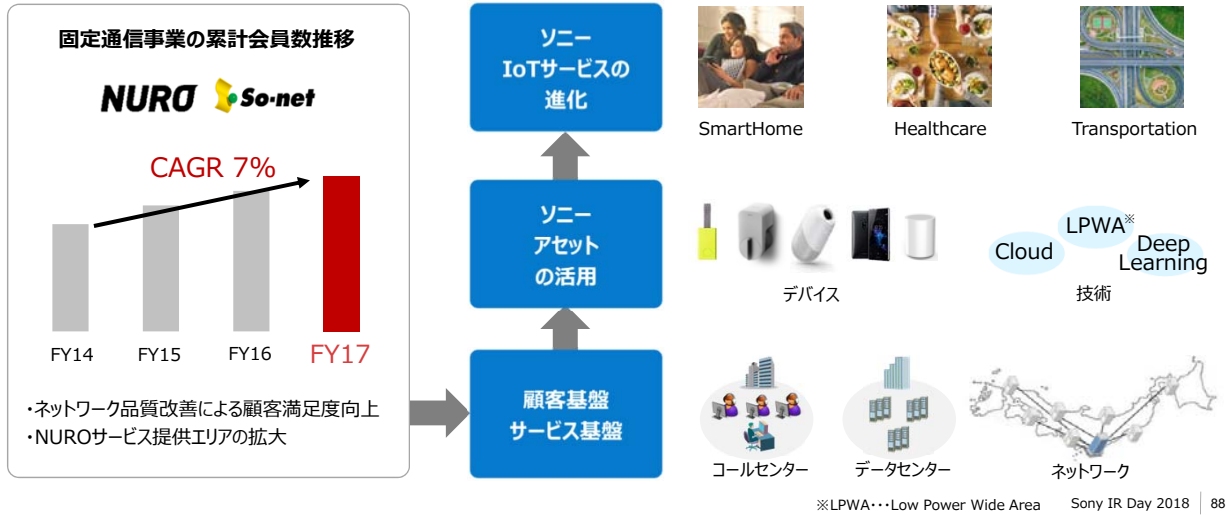 固定通信事業の累計会員数推移
NURO So-net
CAGR 7%
FY14 FY15 FY16 FY17
・ネットワーク品質改善による顧客満足度向上
・NUROサービス提供エリアの拡大
ソニー
IoTサービスの
進化
ソニー
アセット
の活用
顧客基盤
サービス基盤
SmartHome Healthcare Transportation
デバイス
Cloud
LPWA※
Deep
Learning
技術
コールセンター データセンター ネットワーク
※LPWA・・・Low Power Wide Area Sony IR Day 2018 88